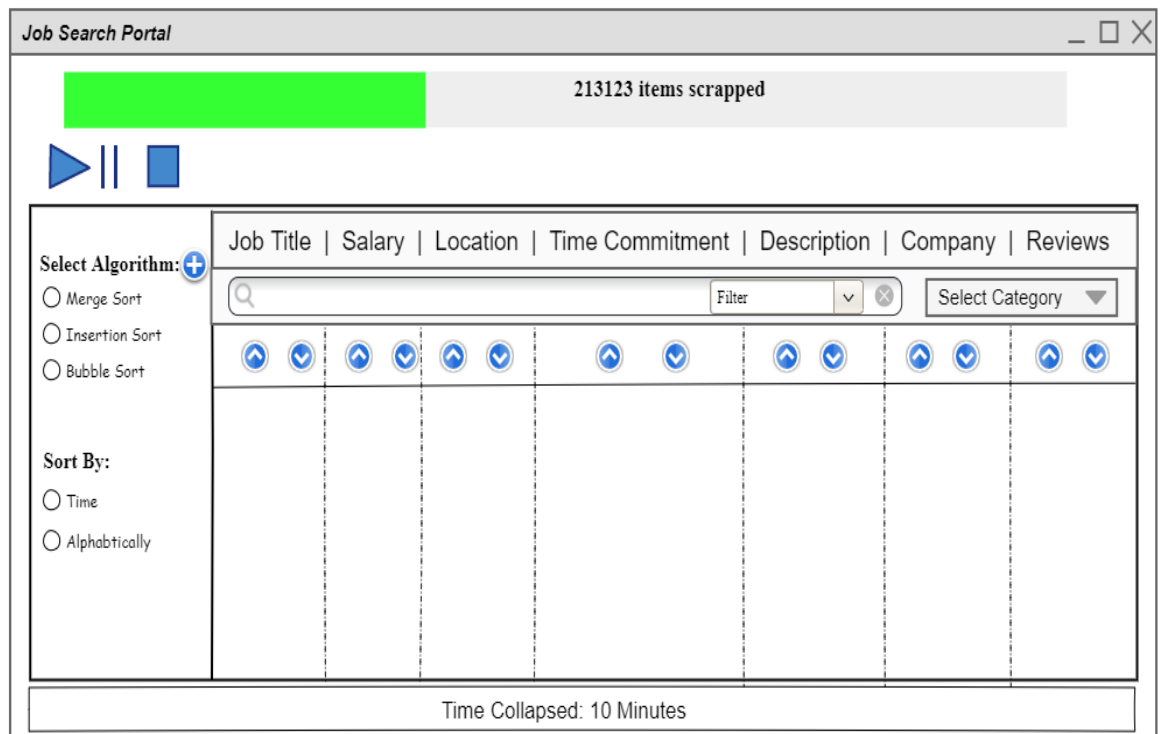 Job Search Portal
213123 items scrapped
Select Algorithm:
Merge Sort
Insertion Sort
Bubble Sort
Sort By:
Time
Alphabtically
Job Title | Salary | Location | Time Commitment | Description | Company | Reviews
Filter
Select Category
Time Collapsed: 10 Minutes